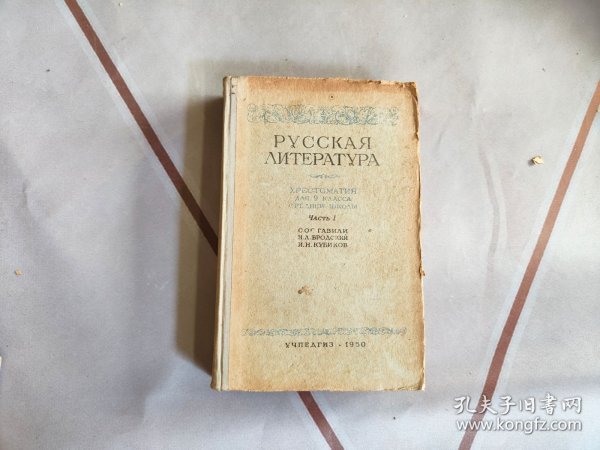 РУССКАЯ
ЛИТЕРАТУРА
ХРЕСТОМАТИЯ
ДЛЯ 9 КЛАССА
СРЕДНЕЙ ШКОЛЫ
Часть I
СОСТАВИЛИ
Н.Л.БРОДСКИЙ
И.Н.КУБИКОВ
УЧПЕДГИЗ · 1950
孔夫子旧书网
www.kongfz.com